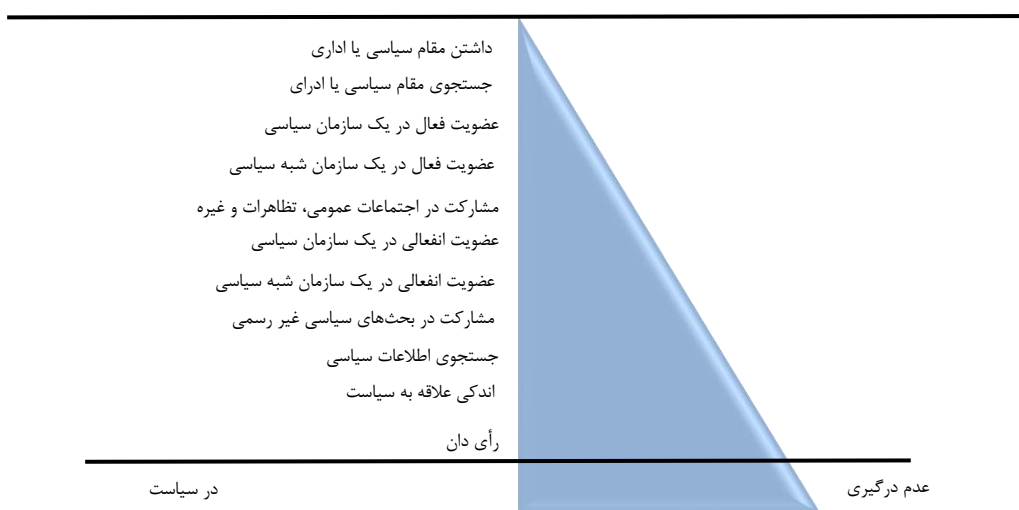 داشتن مقام سیاسی یا اداری
جستجوی مقام سیاسی یا ادرای
عضویت فعال در یک سازمان سیاسی
عضویت فعال در یک سازمان شبه سیاسی
مشارکت در اجتماعات عمومی، تظاهرات و غیره
عضویت انفعالی در یک سازمان سیاسی
عضویت انفعالی در یک سازمان شبه سیاسی
مشارکت در بحث‌های سیاسی غیر رسمی
جستجوی اطلاعات سیاسی
اندکی علاقه به سیاست
رأی دان
عدم درگیری
در سیاست